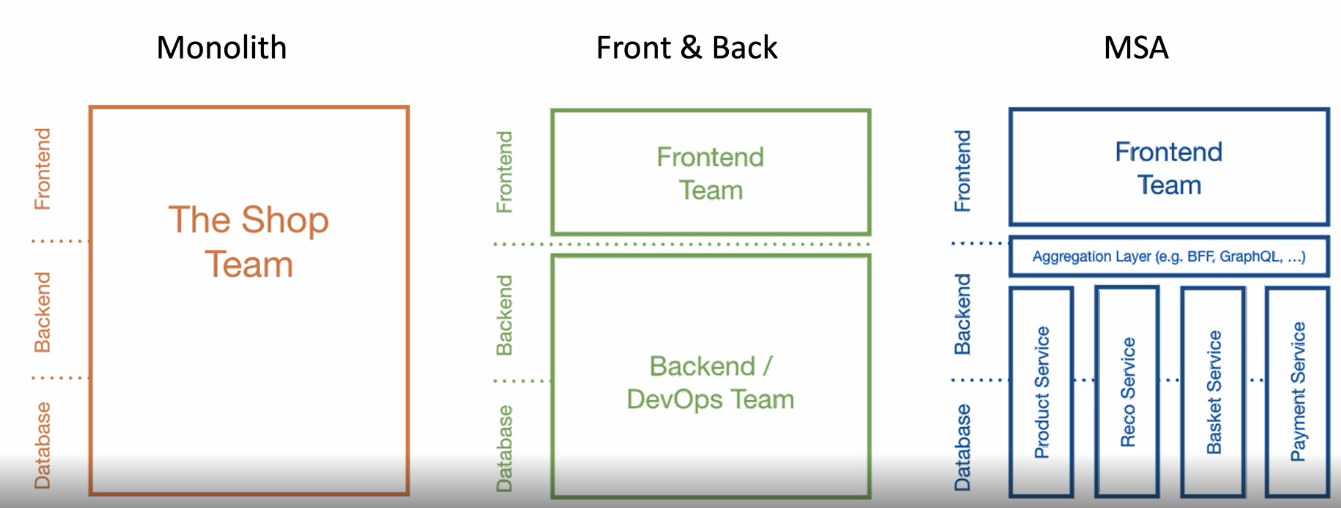 Monolith
Front & Back
MSA
Frontend
Backend
Database
The Shop
Team
Frontend
Backend
Database
Frontend
Team
Backend /
DevOps Team
Frontend
Backend
Database
Frontend
Team
Aggregation Layer (e.g. BFF, GraphQL, ...)
Product Service
Reco Service
Basket Service
Payment Service